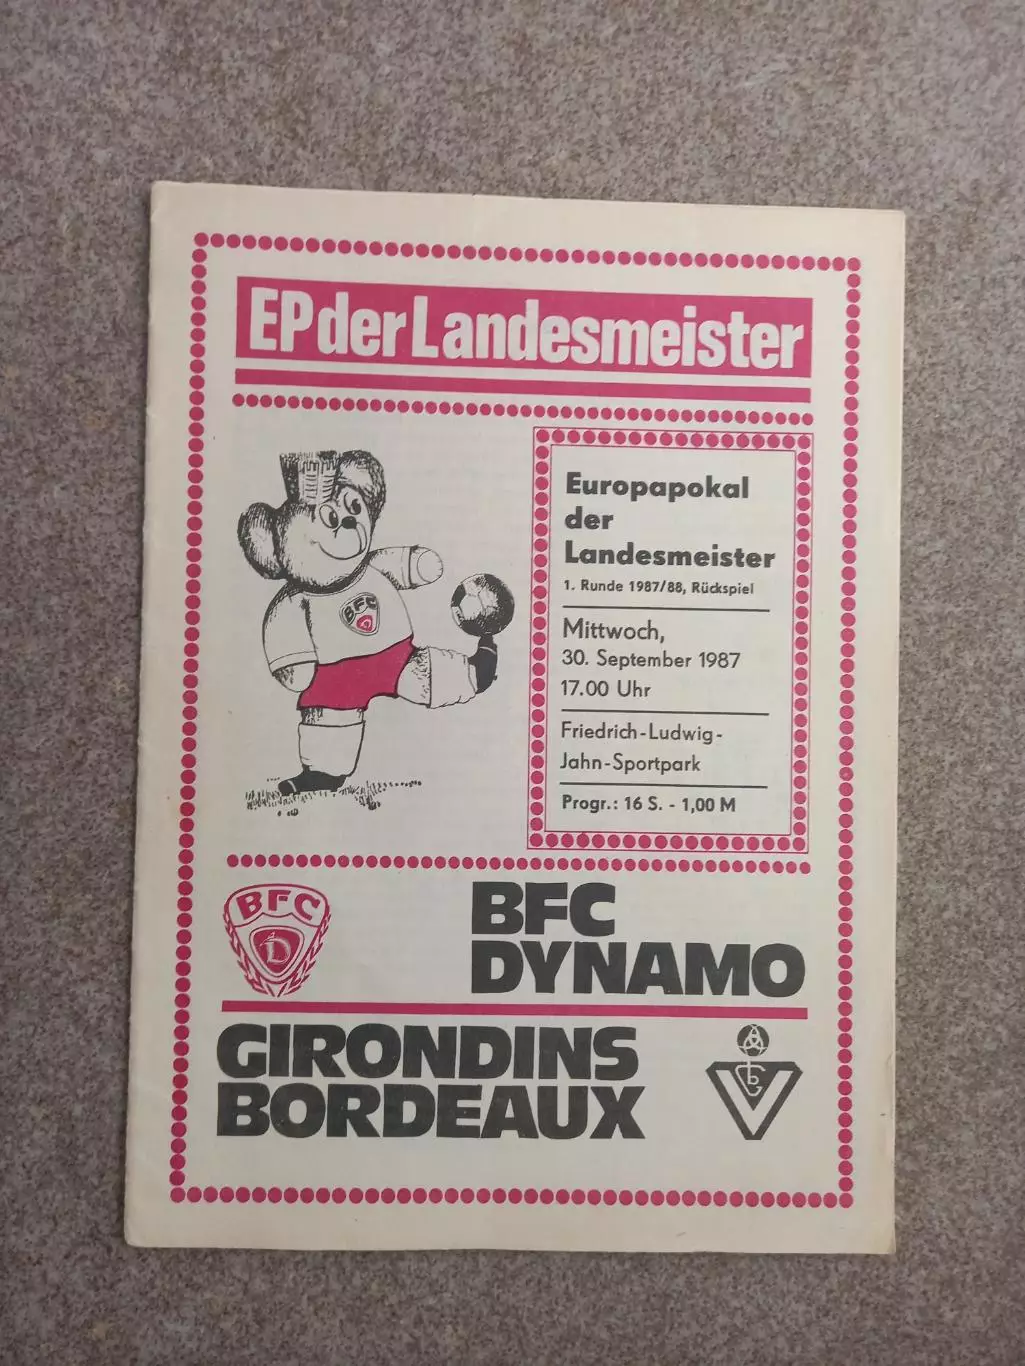 EP der Landesmeister
BFC
Europapokal
der
Landesmeister
1. Runde 1987/88, Rückspiel
Mittwoch,
30. September 1987
17.00 Uhr
Friedrich-Ludwig-
Jahn-Sportpark
Progr.: 16 S. - 1,00 M
BFC
D
BFC
DYNAMO
GIRONDINS
BORDEAUX